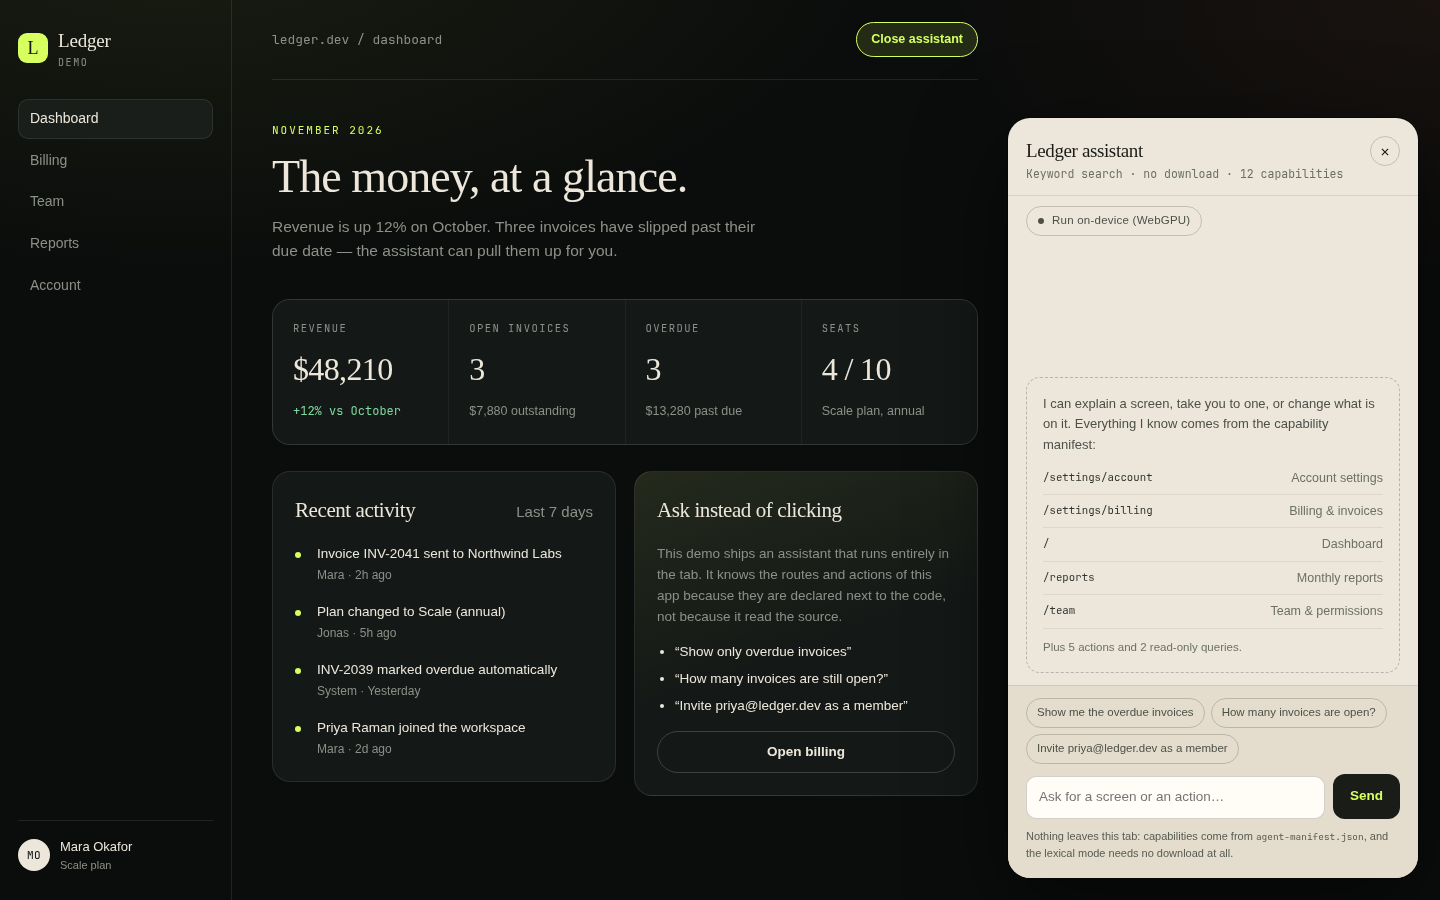 L
Ledger
DEMO
Dashboard
Billing
Team
Reports
Account
MO
Mara Okafor
Scale plan
ledger.dev / dashboard
Close assistant
NOVEMBER 2026
The money, at a glance.
Revenue is up 12% on October. Three invoices have slipped past their
due date — the assistant can pull them up for you.
REVENUE
$48,210
+12% vs October
OPEN INVOICES
3
$7,880 outstanding
OVERDUE
3
$13,280 past due
SEATS
4 / 10
Scale plan, annual
Recent activity
Last 7 days
Invoice INV-2041 sent to Northwind Labs
Mara · 2h ago
Plan changed to Scale (annual)
Jonas · 5h ago
INV-2039 marked overdue automatically
System · Yesterday
Priya Raman joined the workspace
Mara · 2d ago
Ask instead of clicking
This demo ships an assistant that runs entirely in
the tab. It knows the routes and actions of this
app because they are declared next to the code,
not because it read the source.
• “Show only overdue invoices”
• “How many invoices are still open?”
• “Invite priya@ledger.dev as a member”
Open billing
Ledger assistant
×
Keyword search · no download · 12 capabilities
Run on-device (WebGPU)
I can explain a screen, take you to one, or change what is
on it. Everything I know comes from the capability
manifest:
/settings/account Account settings
/settings/billing Billing & invoices
/ Dashboard
/reports Monthly reports
/team Team & permissions
Plus 5 actions and 2 read-only queries.
Show me the overdue invoices
How many invoices are open?
Invite priya@ledger.dev as a member
Ask for a screen or an action…
Send
Nothing leaves this tab: capabilities come from agent-manifest.json, and
the lexical mode needs no download at all.